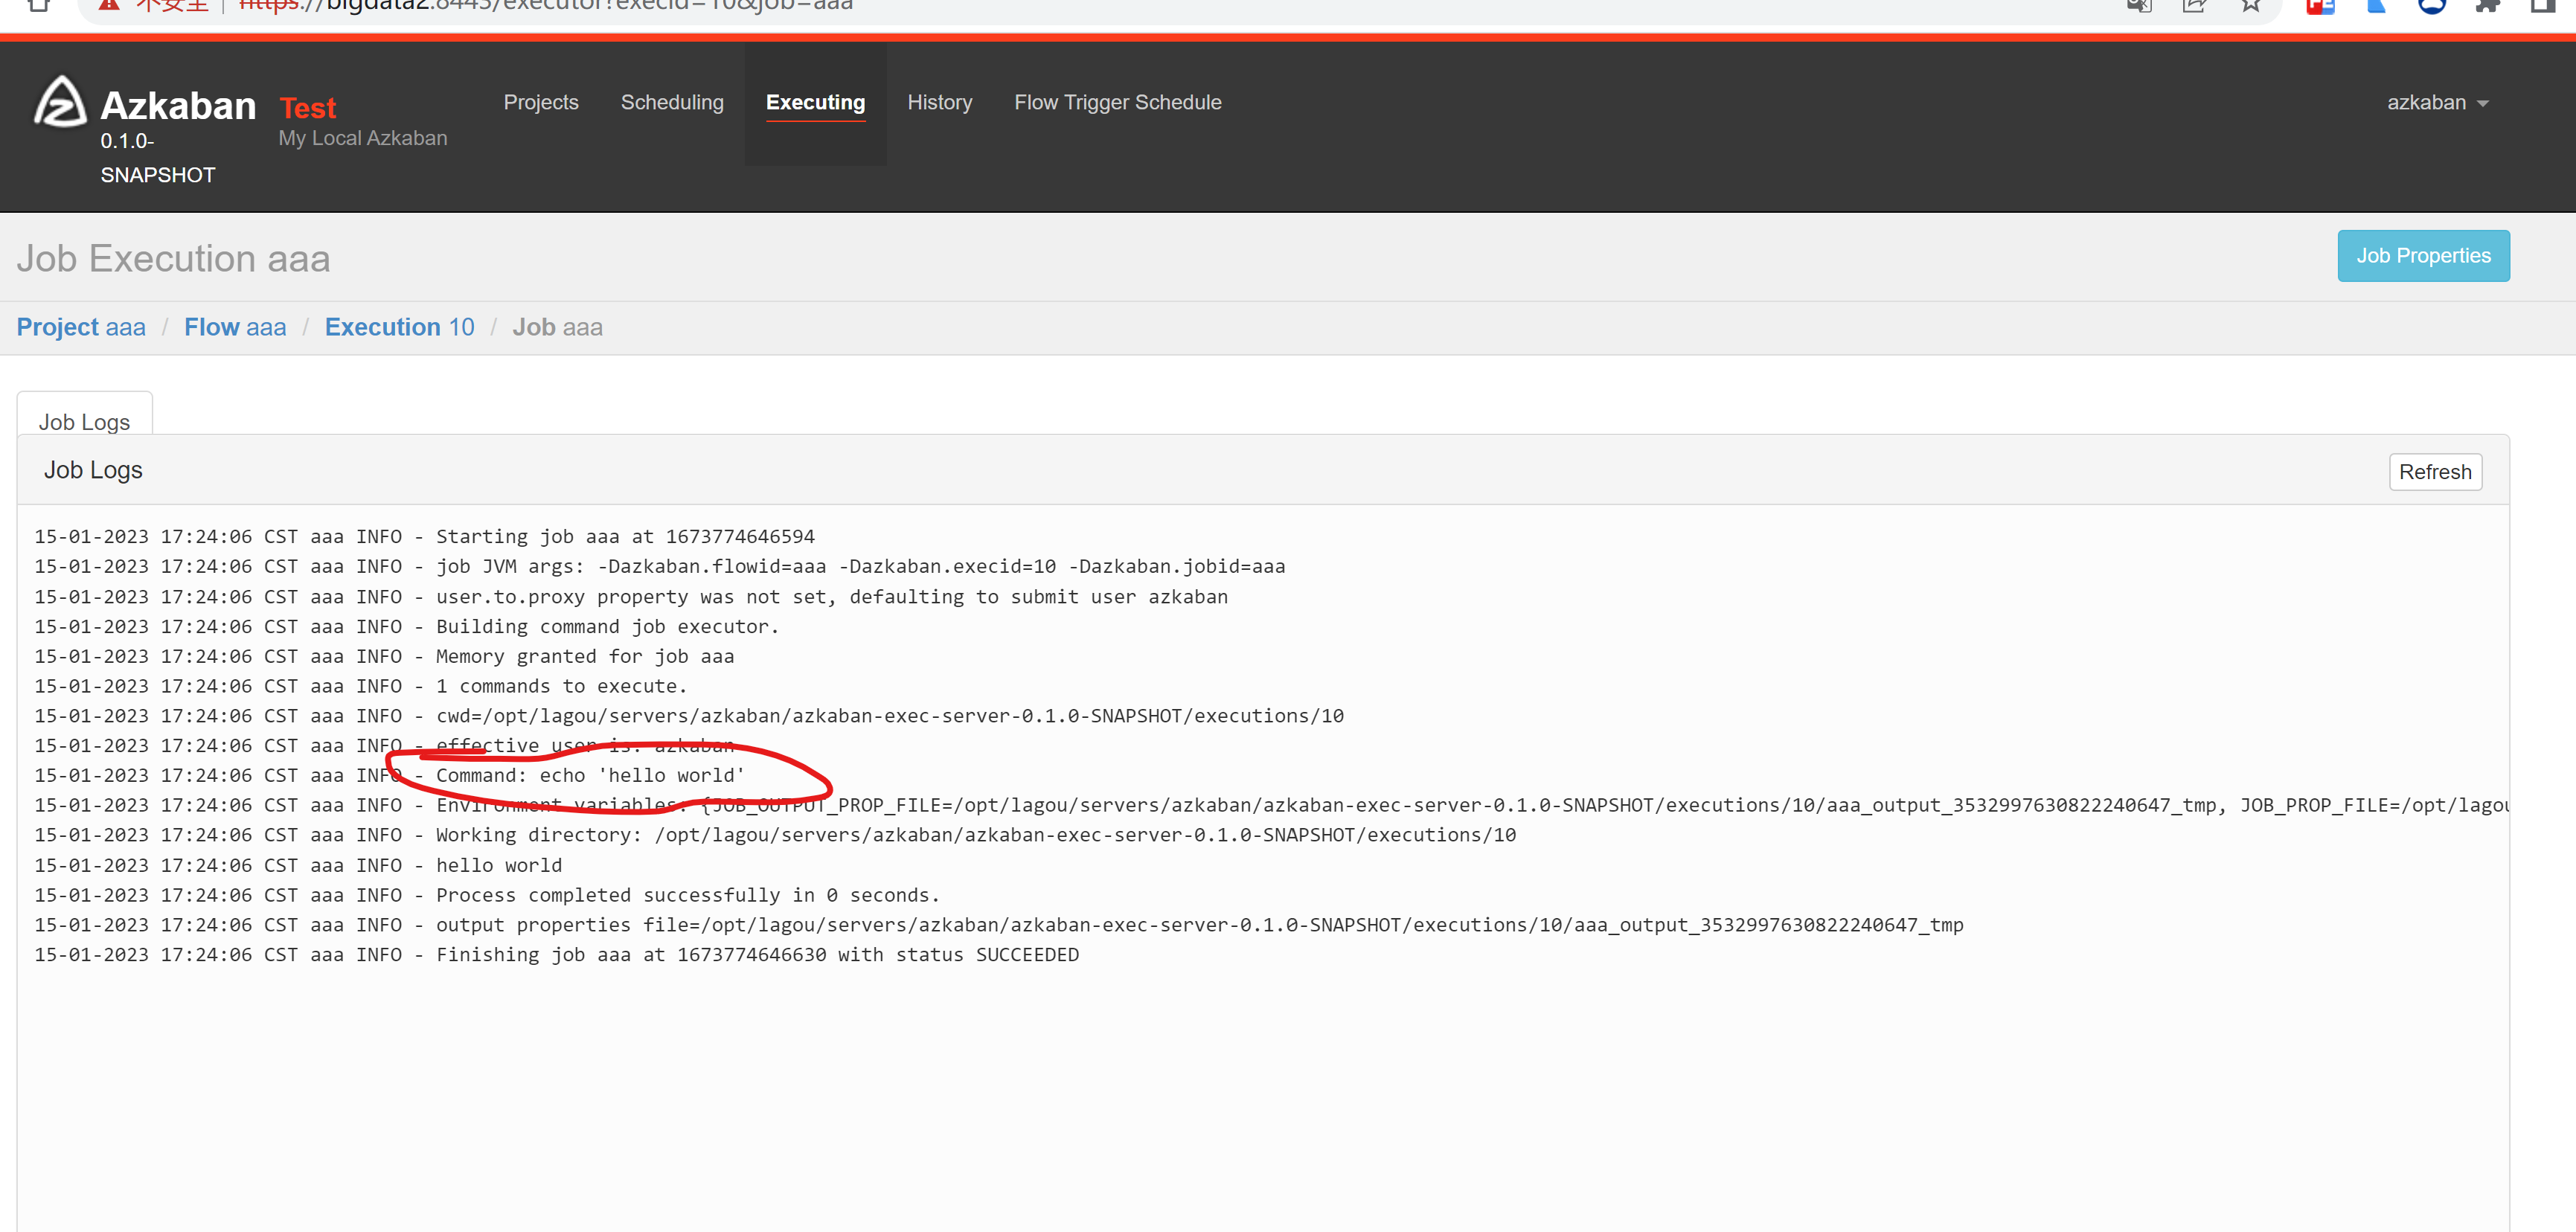 不安全 https://bigdata2:8443/executor?execid=10&job=aaa
Azkaban
0.1.0-
SNAPSHOT
Test
My Local Azkaban
Projects Scheduling Executing History Flow Trigger Schedule azkaban
Job Execution aaa
Job Properties
Project aaa / Flow aaa / Execution 10 / Job aaa
Job Logs
Job Logs
Refresh
15-01-2023 17:24:06 CST aaa INFO - Starting job aaa at 1673774646594
15-01-2023 17:24:06 CST aaa INFO - job JVM args: -Dazkaban.flowid=aaa -Dazkaban.execid=10 -Dazkaban.jobid=aaa
15-01-2023 17:24:06 CST aaa INFO - user.to.proxy property was not set, defaulting to submit user azkaban
15-01-2023 17:24:06 CST aaa INFO - Building command job executor.
15-01-2023 17:24:06 CST aaa INFO - Memory granted for job aaa
15-01-2023 17:24:06 CST aaa INFO - 1 commands to execute.
15-01-2023 17:24:06 CST aaa INFO - cwd=/opt/lagou/servers/azkaban/azkaban-exec-server-0.1.0-SNAPSHOT/executions/10
15-01-2023 17:24:06 CST aaa INFO - effective user is: azkaban
15-01-2023 17:24:06 CST aaa INFO - Command: echo 'hello world'
15-01-2023 17:24:06 CST aaa INFO - Environment variables: {JOB_OUTPUT_PROP_FILE=/opt/lagou/servers/azkaban/azkaban-exec-server-0.1.0-SNAPSHOT/executions/10/aaa_output_3532997630822240647_tmp, JOB_PROP_FILE=/opt/lagou
15-01-2023 17:24:06 CST aaa INFO - Working directory: /opt/lagou/servers/azkaban/azkaban-exec-server-0.1.0-SNAPSHOT/executions/10
15-01-2023 17:24:06 CST aaa INFO - hello world
15-01-2023 17:24:06 CST aaa INFO - Process completed successfully in 0 seconds.
15-01-2023 17:24:06 CST aaa INFO - output properties file=/opt/lagou/servers/azkaban/azkaban-exec-server-0.1.0-SNAPSHOT/executions/10/aaa_output_3532997630822240647_tmp
15-01-2023 17:24:06 CST aaa INFO - Finishing job aaa at 1673774646630 with status SUCCEEDED